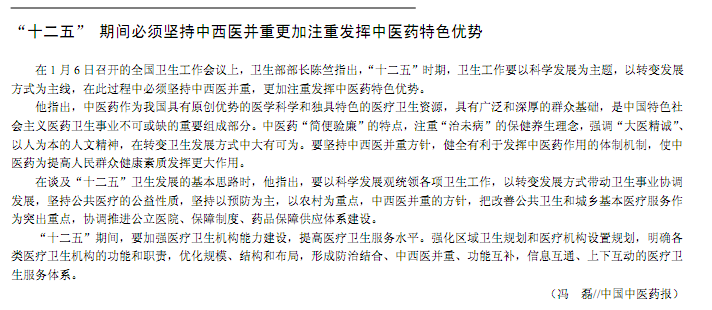 “十二五” 期间必须坚持中西医并重更加注重发挥中医药特色优势
在1月6日召开的全国卫生工作会议上，卫生部部长陈竺指出，“十二五”时期，卫生工作要以科学发展为主题，以转变发展
方式为主线，在此过程中必须坚持中西医并重，更加注重发挥中医药特色优势。
他指出，中医药作为我国具有原创优势的医学科学和独具特色的医疗卫生资源，具有广泛和深厚的群众基础，是中国特色社
会主义医药卫生事业不可或缺的重要组成部分。中医药“简便验廉”的特点，注重“治未病”的保健养生理念，强调“大医精诚”、
以人为本的人文精神，在转变卫生发展方式中大有可为。要坚持中西医并重方针，健全有利于发挥中医药作用的体制机制，使中
医药为提高人民群众健康素质发挥更大作用。
在谈及“十二五”卫生发展的基本思路时，他指出，要以科学发展观统领各项卫生工作，以转变发展方式带动卫生事业协调
发展，坚持公共医疗的公益性质，坚持以预防为主，以农村为重点，中西医并重的方针，把改善公共卫生和城乡基本医疗服务作
为突出重点，协调推进公立医院、保障制度、药品保障供应体系建设。
“十二五”期间，要加强医疗卫生机构能力建设，提高医疗卫生服务水平。强化区域卫生规划和医疗机构设置规划，明确各
类医疗卫生机构的功能和职责，优化规模、结构和布局，形成防治结合、中西医并重、功能互补，信息互通、上下互动的医疗卫
生服务体系。
（冯 磊//中国中医药报）